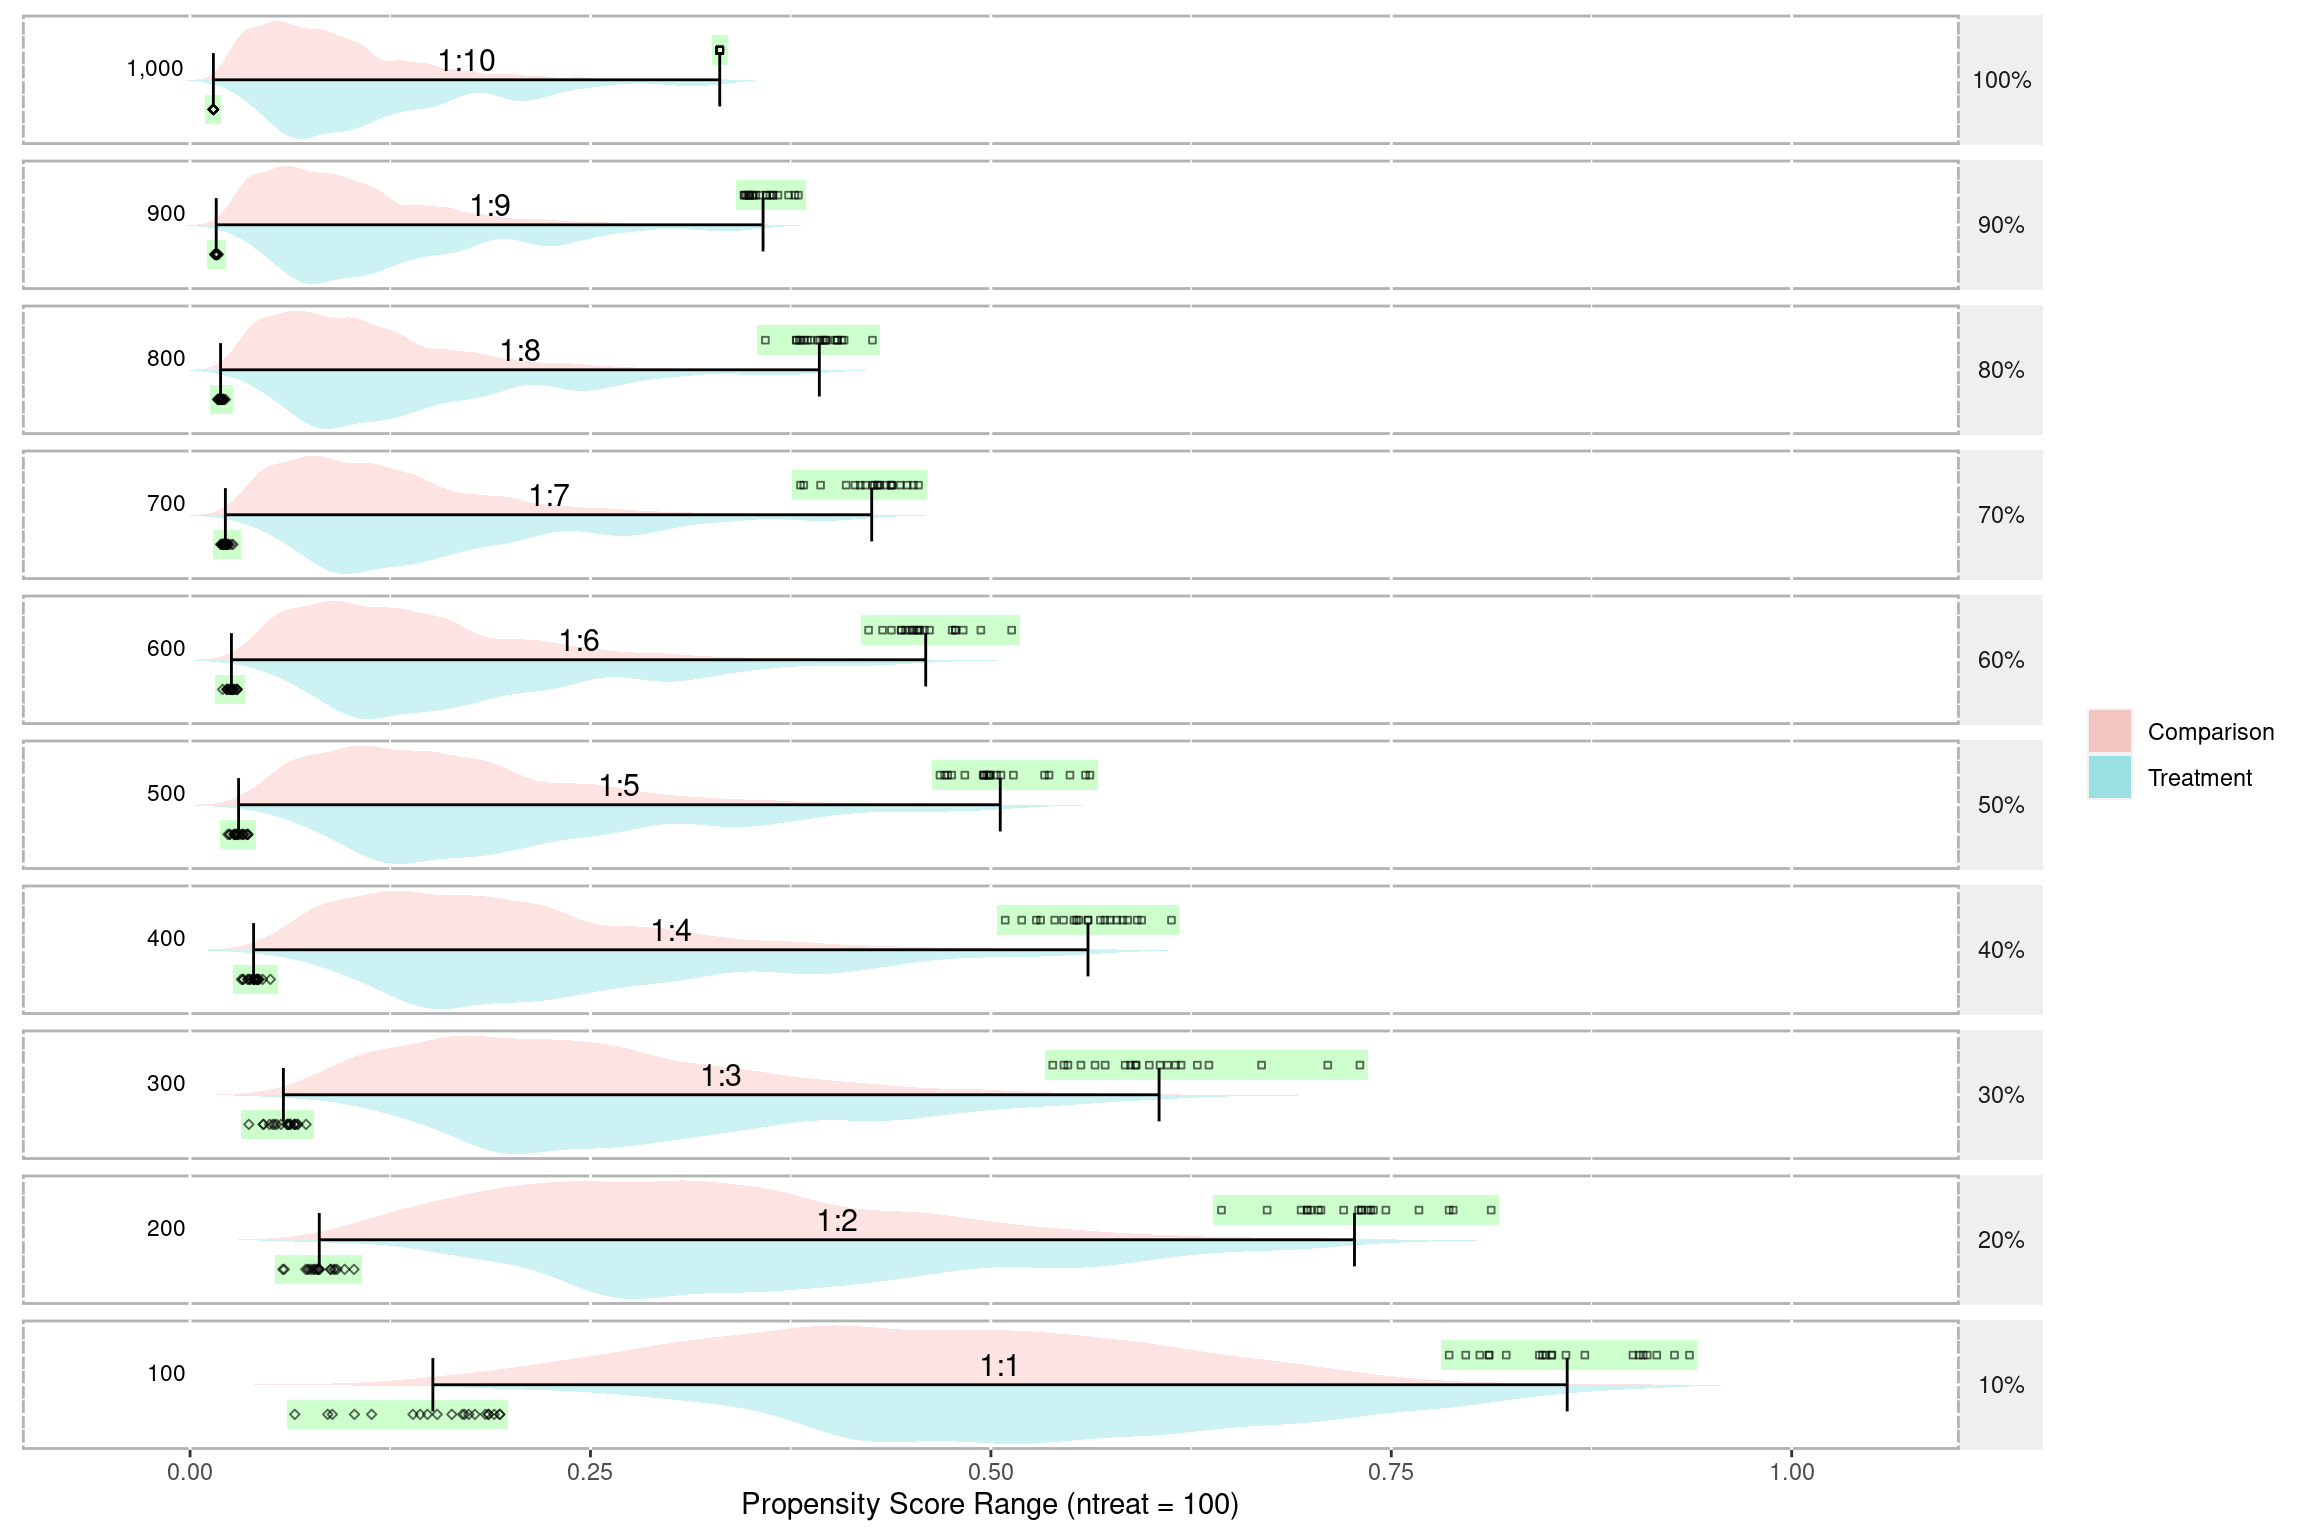 1,000 1:10 100%
900 1:9 90%
800 1:8 80%
700 1:7 70%
600 1:6 60%
500 1:5 50%
Comparison
Treatment
400 1:4 40%
300 1:3 30%
200 1:2 20%
100 1:1 10%
0.00 0.25 0.50 0.75 1.00
Propensity Score Range (ntreat = 100)